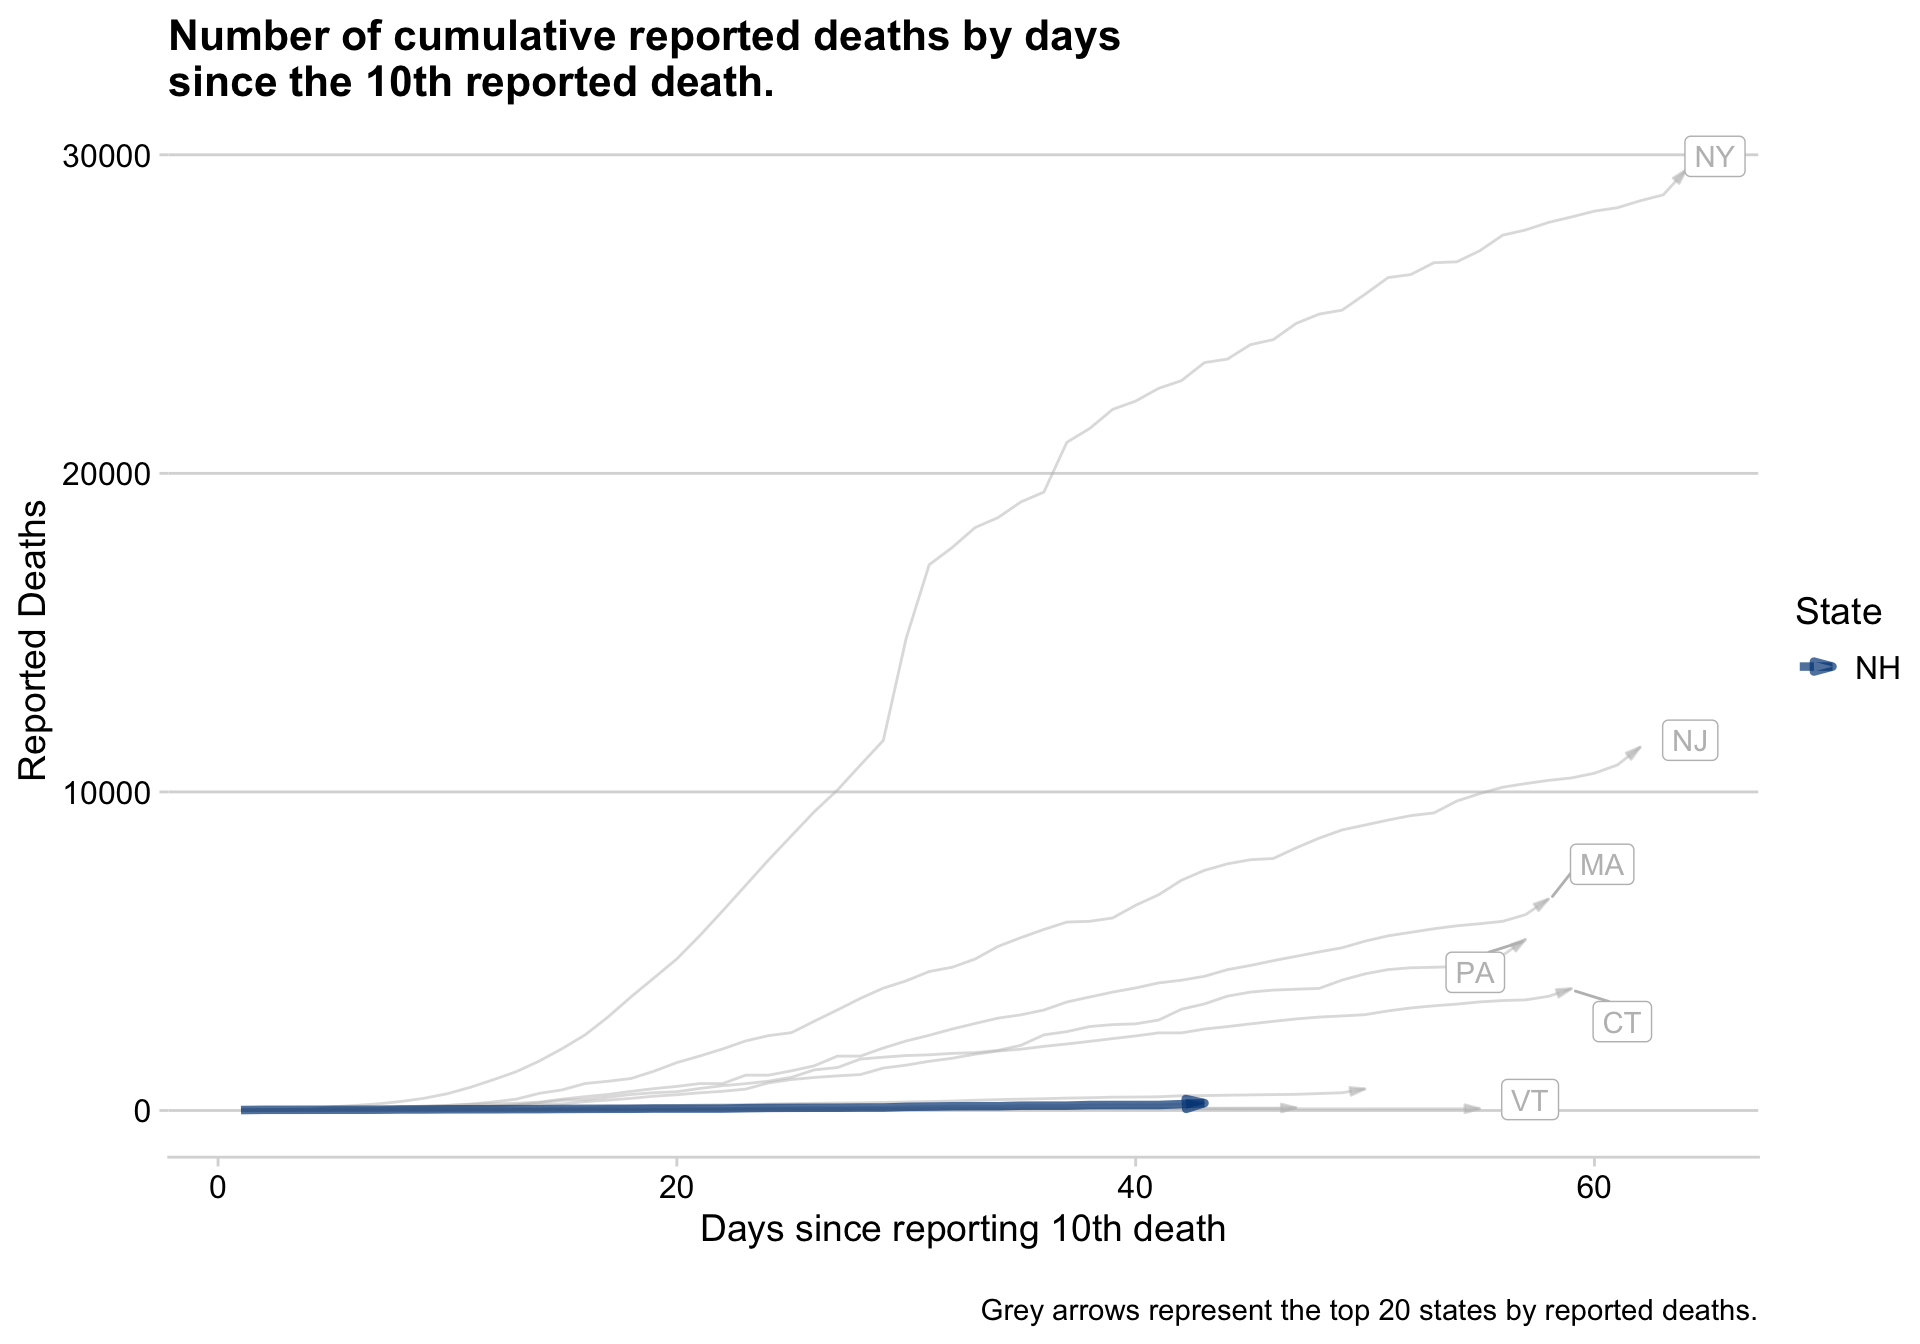 Number of cumulative reported deaths by days
since the 10th reported death.
30000
20000
10000
0
Reported Deaths
NY
NJ
MA
PA
CT
VT
State
NH
0
20
40
60
Days since reporting 10th death
Grey arrows represent the top 20 states by reported deaths.